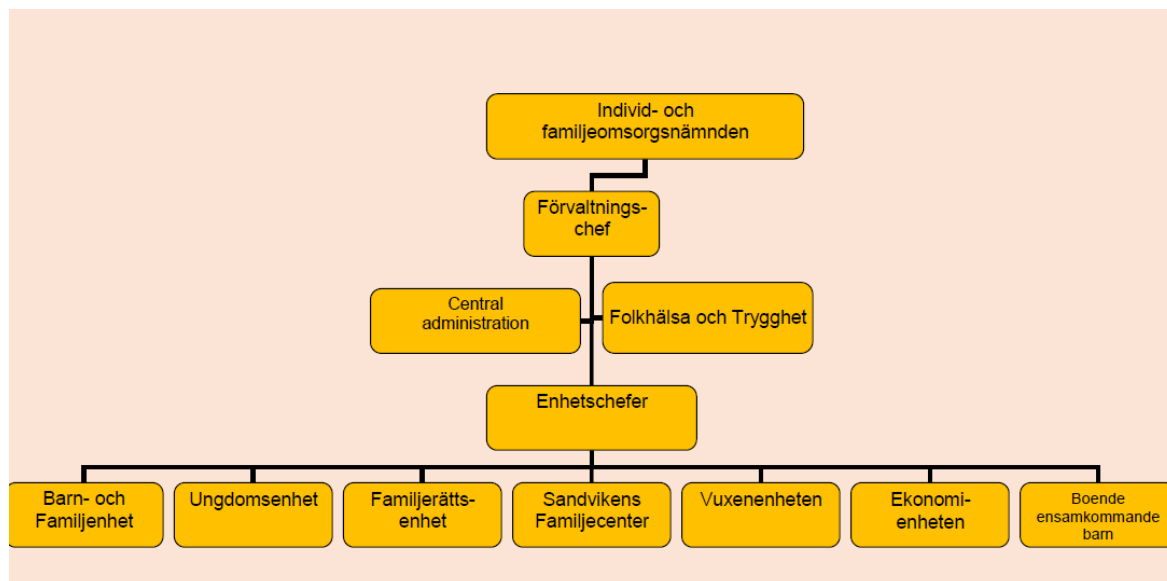 Individ- och
familjeomsorgsnämnden
Förvaltnings-
chef
Central
administration
Folkhälsa och Trygghet
Enhetschefer
Barn- och
Familjenhet
Ungdomsenhet
Familjerätts-
enhet
Sandvikens
Familjecenter
Vuxenenheten
Ekonomi-
enheten
Boende
ensamkommande
barn